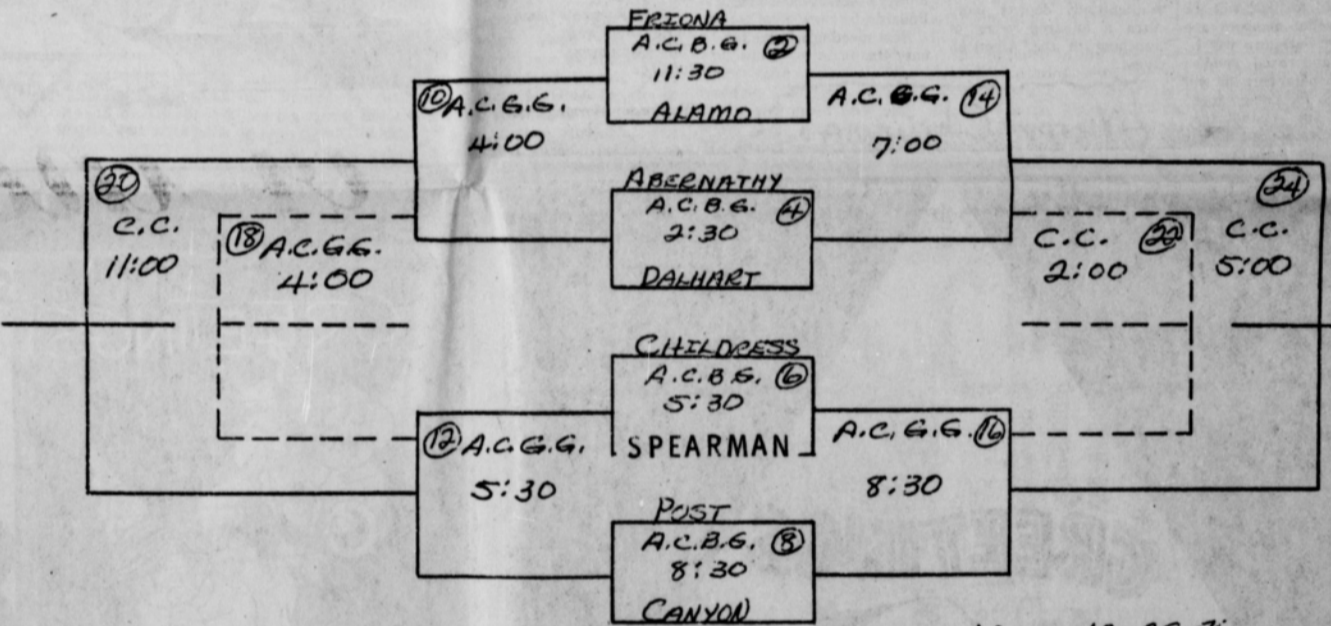 FRIONA
A.C.B.G. 2
11:30
ALAMO
10 A.C.G.G.
4:00
A.C.G.G. 14
7:00
ABERNATHY
A.C.B.G. 4
2:30
DALHART
20
C.C.
11:00
18 A.C.G.G.
4:00
C.C. 22
2:00
24
C.C.
5:00
CHILDRESS
A.C.B.G. 6
5:30
SPEARMAN
12 A.C.G.G.
5:30
A.C.G.G. 16
8:30
POST
A.C.B.G. 8
8:30
CANYON